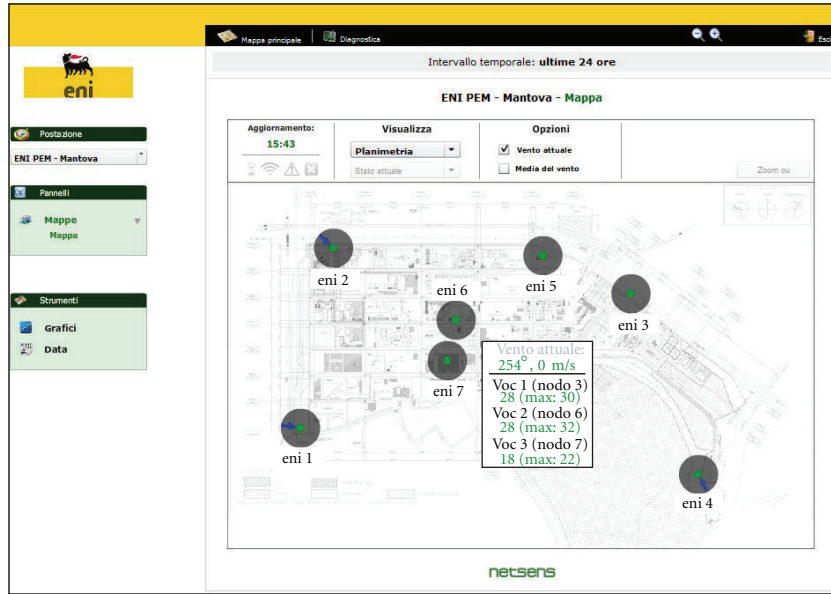 Mappa principale
Diagnostica
Esci
Intervallo temporale: ultime 24 ore
eni
ENI PEM - Mantova - Mappa
Postazione
ENI PEM - Mantova
Pannelli
Mappe
Mappa
Strumenti
Grafici
Data
Aggiornamento:
15:43
Visualizza
Planimetria
Stato attuale
Opzioni
Vento attuale
Media del vento
Zoom ou
eni 2
eni 5
eni 6
eni 3
eni 7
eni 1
eni 4
Vento attuale:
254°, 0 m/s
Voc 1 (nodo 3)
28 (max: 30)
Voc 2 (nodo 6)
28 (max: 32)
Voc 3 (nodo 7)
18 (max: 22)
netsens